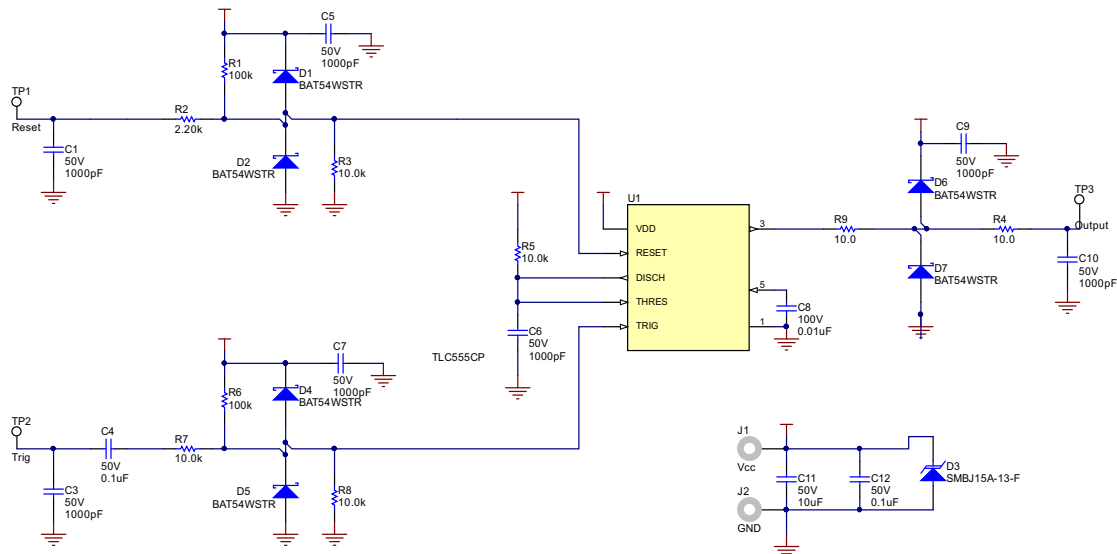 C5
50V
1000pF
R1
100k
D1
BAT54WSTR
TP1
Reset
R2
2.20k
C1
50V
1000pF
D2
BAT54WSTR
R3
10.0k
C9
50V
1000pF
D6
BAT54WSTR
TP3
Output
R9
10.0
R4
10.0
D7
BAT54WSTR
C10
50V
1000pF
U1
VDD
RESET
DISCH
THRES
TRIG
3
5
1
R5
10.0k
C6
50V
1000pF
TLC555CP
C8
100V
0.01uF
C7
50V
1000pF
R6
100k
D4
BAT54WSTR
TP2
Trig
C4
50V
0.1uF
R7
10.0k
C3
50V
1000pF
D5
BAT54WSTR
R8
10.0k
J1
Vcc
J2
GND
C11
50V
10uF
C12
50V
0.1uF
D3
SMBJ15A-13-F